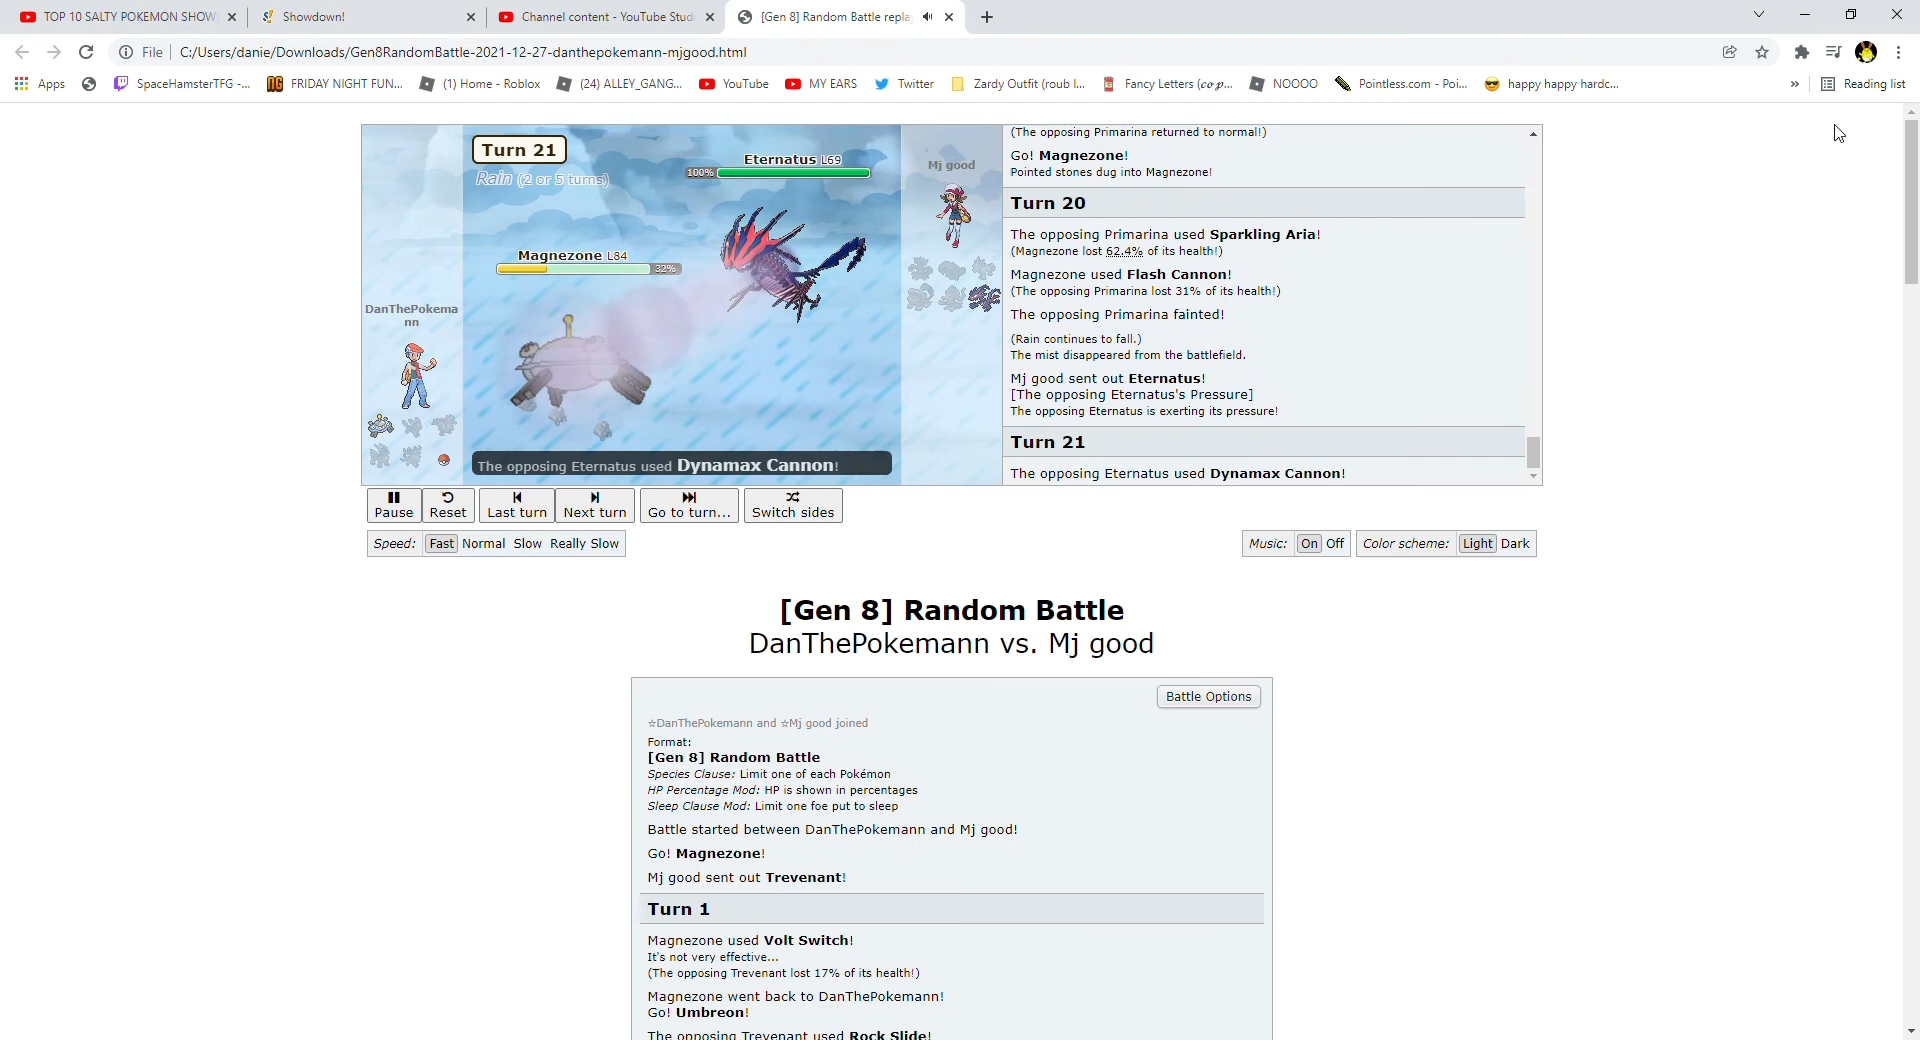 TOP 10 SALTY POKEMON SHOW
Showdown!
Channel content - YouTube Studi
[Gen 8] Random Battle repla
File
C:/Users/danie/Downloads/Gen8RandomBattle-2021-12-27-danthepokemann-mjgood.html
Apps
SpaceHamsterTFG -...
FRIDAY NIGHT FUN...
(1) Home - Roblox
(24) ALLEY_GANG...
YouTube
MY EARS
Twitter
Zardy Outfit (roub l...
Fancy Letters (𝓬𝓸𝓹...
NOOOO
Pointless.com - Poi...
happy happy hardc...
»
Reading list
Turn 21
Rain (2 or 5 turns)
Eternatus L69
100%
Magnezone L84
32%
DanThePokema
nn
Mj good
The opposing Eternatus used Dynamax Cannon!
(The opposing Primarina returned to normal!)
Go! Magnezone!
Pointed stones dug into Magnezone!
Turn 20
The opposing Primarina used Sparkling Aria!
(Magnezone lost 62.4% of its health!)
Magnezone used Flash Cannon!
(The opposing Primarina lost 31% of its health!)
The opposing Primarina fainted!
(Rain continues to fall.)
The mist disappeared from the battlefield.
Mj good sent out Eternatus!
[The opposing Eternatus's Pressure]
The opposing Eternatus is exerting its pressure!
Turn 21
The opposing Eternatus used Dynamax Cannon!
Pause
Reset
Last turn
Next turn
Go to turn...
Switch sides
Speed: Fast Normal Slow Really Slow
Music: On Off
Color scheme: Light Dark
[Gen 8] Random Battle
DanThePokemann vs. Mj good
Battle Options
☆DanThePokemann and ☆Mj good joined
Format:
[Gen 8] Random Battle
Species Clause: Limit one of each Pokémon
HP Percentage Mod: HP is shown in percentages
Sleep Clause Mod: Limit one foe put to sleep
Battle started between DanThePokemann and Mj good!
Go! Magnezone!
Mj good sent out Trevenant!
Turn 1
Magnezone used Volt Switch!
It's not very effective...
(The opposing Trevenant lost 17% of its health!)
Magnezone went back to DanThePokemann!
Go! Umbreon!
The opposing Trevenant used Rock Slide!